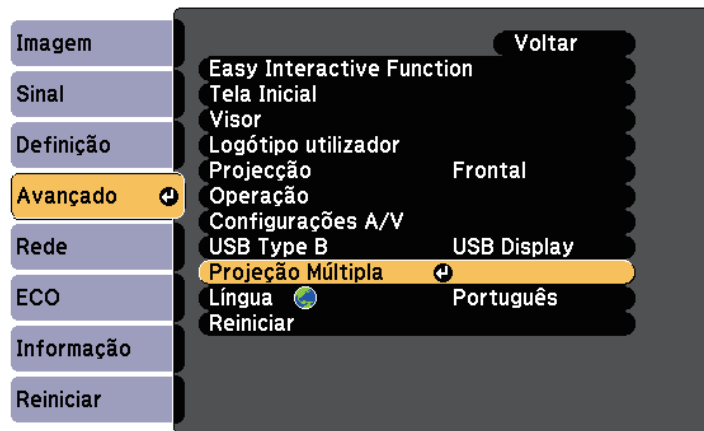 Imagem
Sinal
Definição
Avançado
Rede
ECO
Informação
Reiniciar
Voltar
Easy Interactive Function
Tela Inicial
Visor
Logótipo utilizador
Projecção Frontal
Operação
Configurações A/V
USB Type B USB Display
Projeção Múltipla
Língua Português
Reiniciar